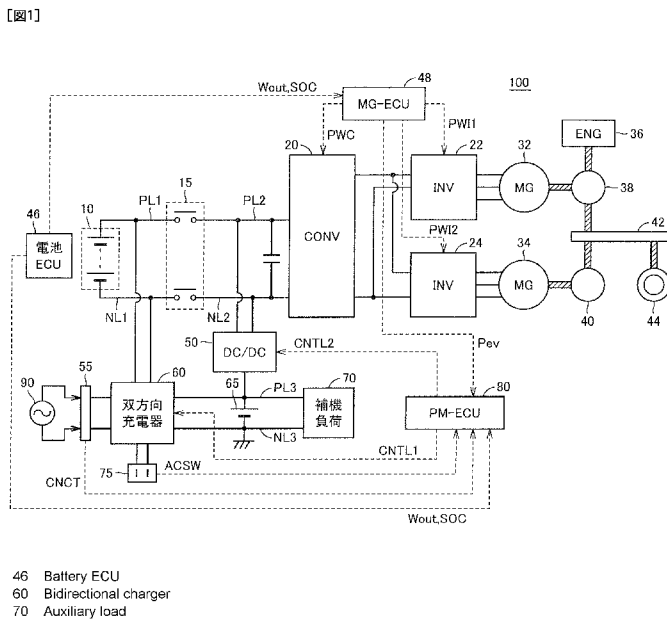 [図1]
100
Wout,SOC
48
MG-ECU
PWC
PWI1
ENG
36
20
22
32
INV
MG
38
15
10
PL1
PL2
46
電池
ECU
CONV
PWI2
42
24
34
INV
MG
NL1
NL2
40
44
50
DC/DC
CNTL2
Pev
90
55
60
65
PL3
70
80
双方向
充電器
補機
負荷
PM-ECU
NL3
CNTL1
75
ACSW
CNCT
Wout,SOC
46 Battery ECU
60 Bidirectional charger
70 Auxiliary load